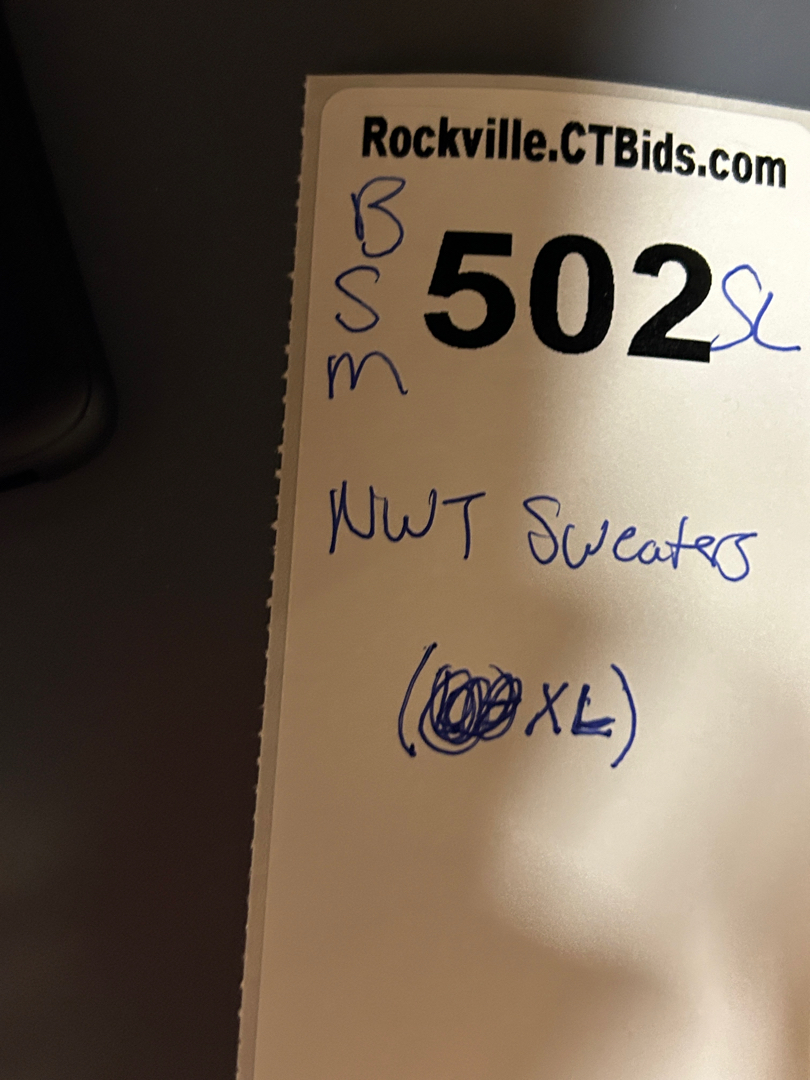 Rockville.CTBids.com
B
S
m
502 SL
NWT Sweaters
(XL)